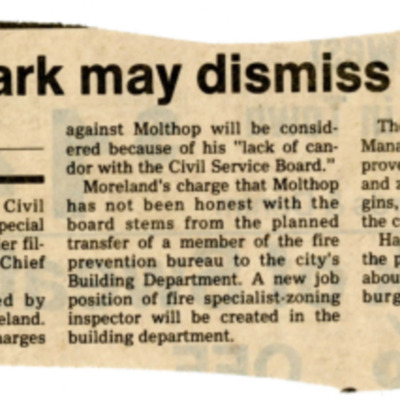 ark may dismiss
Civil
pecial
er fil-
Chief
ed by
eland.
harges
against Molthop will be consid-
ered because of his "lack of can-
dor with the Civil Service Board."
Moreland's charge that Molthop
has not been honest with the
board stems from the planned
transfer of a member of the fire
prevention bureau to the city's
Building Department. A new job
position of fire specialist-zoning
inspector will be created in the
building department.
Th
Mana
prove
and z
gins,
the c
Ha
the p
abou
burg